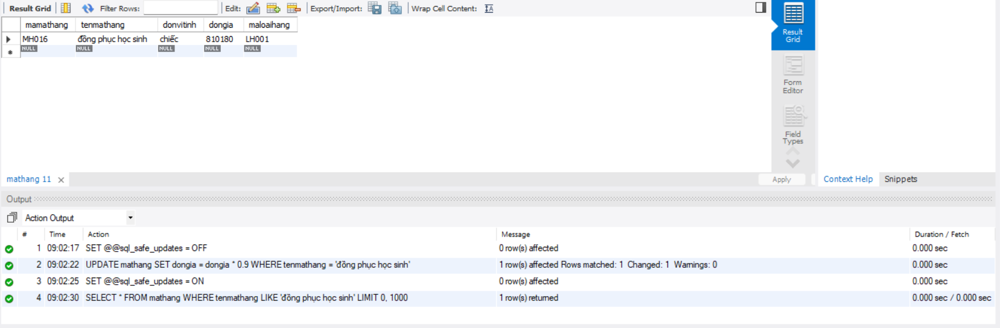 Result Grid Filter Rows: Edit: Export/Import: Wrap Cell Content:
mamathang tenmathang donvitinh dongia maloaihang
MH016 đồng phục học sinh chiếc 810180 LH001
NULL NULL NULL NULL NULL
Result
Grid
Form
Editor
Field
Types
mathang 11 Apply Context Help Snippets
Output
Action Output
# Time Action Message Duration / Fetch
1 09:02:17 SET @@sql_safe_updates = OFF 0 row(s) affected 0.000 sec
2 09:02:22 UPDATE mathang SET dongia = dongia * 0.9 WHERE tenmathang = 'đồng phục học sinh' 1 row(s) affected Rows matched: 1 Changed: 1 Warnings: 0 0.000 sec
3 09:02:25 SET @@sql_safe_updates = ON 0 row(s) affected 0.000 sec
4 09:02:30 SELECT * FROM mathang WHERE tenmathang LIKE 'đồng phục học sinh' LIMIT 0, 1000 1 row(s) returned 0.000 sec / 0.000 sec